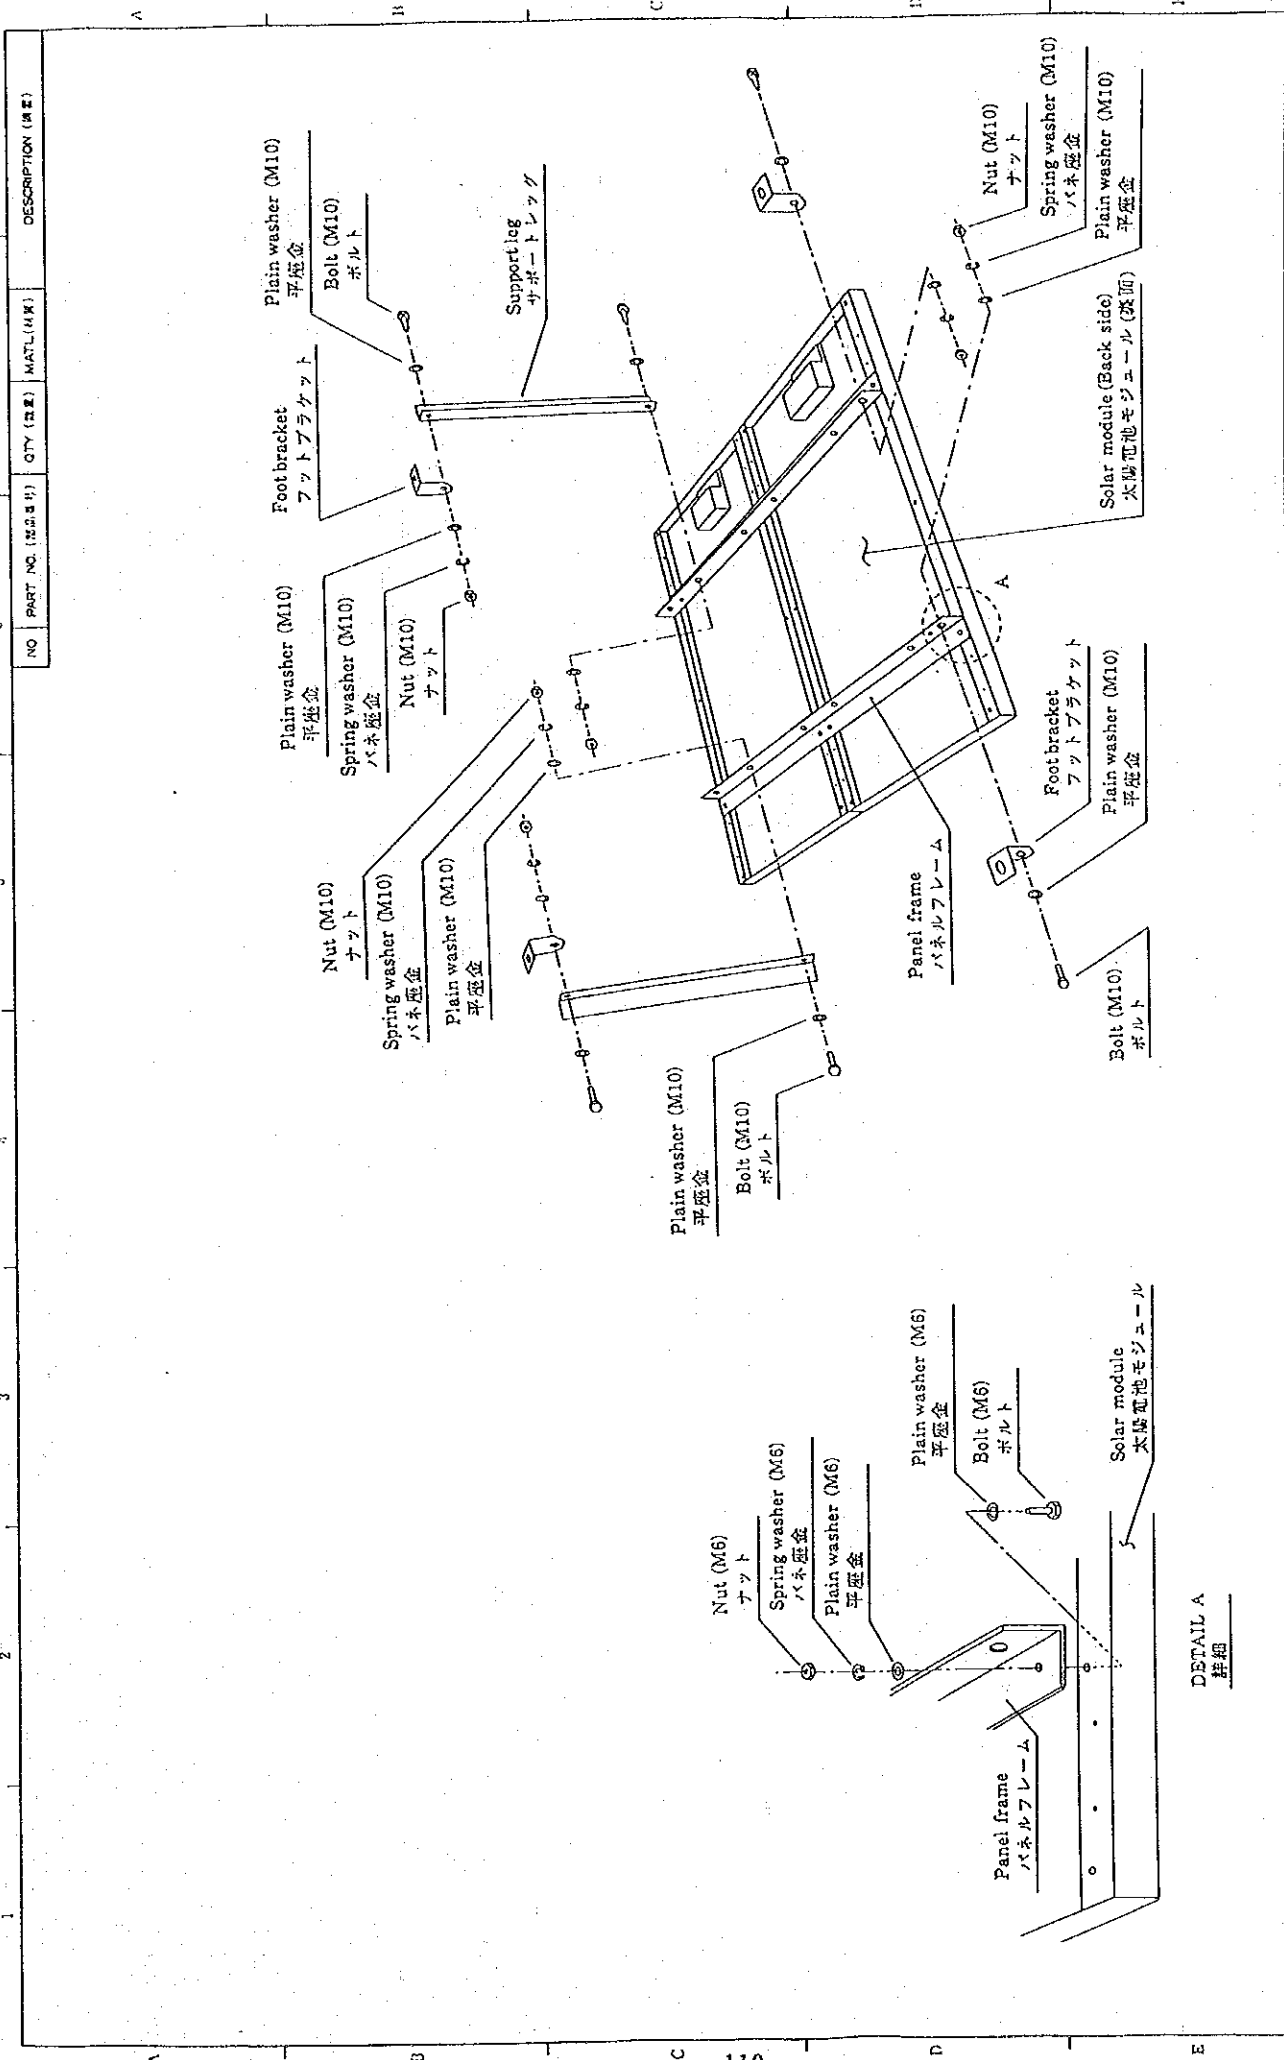 NO
PART NO. (部品番号)
QTY (数量)
MATL (材質)
DESCRIPTION (摘要)
1
2
3
4
A
B
C
D
E
A
B
C
Plain washer (M10)
平座金
Bolt (M10)
ボルト
Foot bracket
フットブラケット
Support leg
サポートレッグ
Plain washer (M10)
平座金
Spring washer (M10)
バネ座金
Nut (M10)
ナット
Nut (M10)
ナット
Spring washer (M10)
バネ座金
Plain washer (M10)
平座金
Plain washer (M10)
平座金
Bolt (M10)
ボルト
Nut (M10)
ナット
Spring washer (M10)
バネ座金
Plain washer (M10)
平座金
Solar module (Back side)
太陽電池モジュール (裏面)
A
Panel frame
パネルフレーム
Foot bracket
フットブラケット
Plain washer (M10)
平座金
Bolt (M10)
ボルト
Nut (M6)
ナット
Spring washer (M6)
バネ座金
Plain washer (M6)
平座金
Plain washer (M6)
平座金
Bolt (M6)
ボルト
Panel frame
パネルフレーム
Solar module
太陽電池モジュール
DETAIL A
詳細